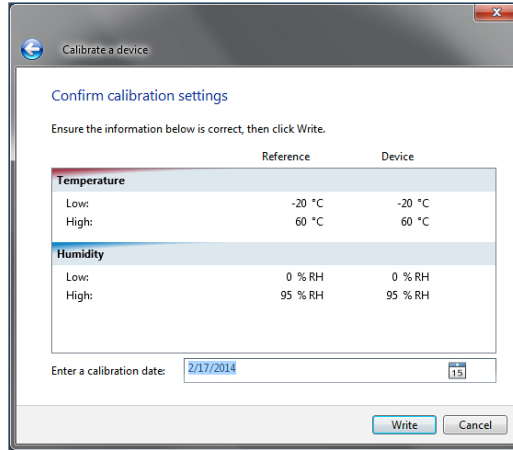 Calibrate a device
Confirm calibration settings
Ensure the information below is correct, then click Write.
Reference Device
Temperature
Low: -20 °C -20 °C
High: 60 °C 60 °C
Humidity
Low: 0 % RH 0 % RH
High: 95 % RH 95 % RH
Enter a calibration date: 2/17/2014 15
Write Cancel